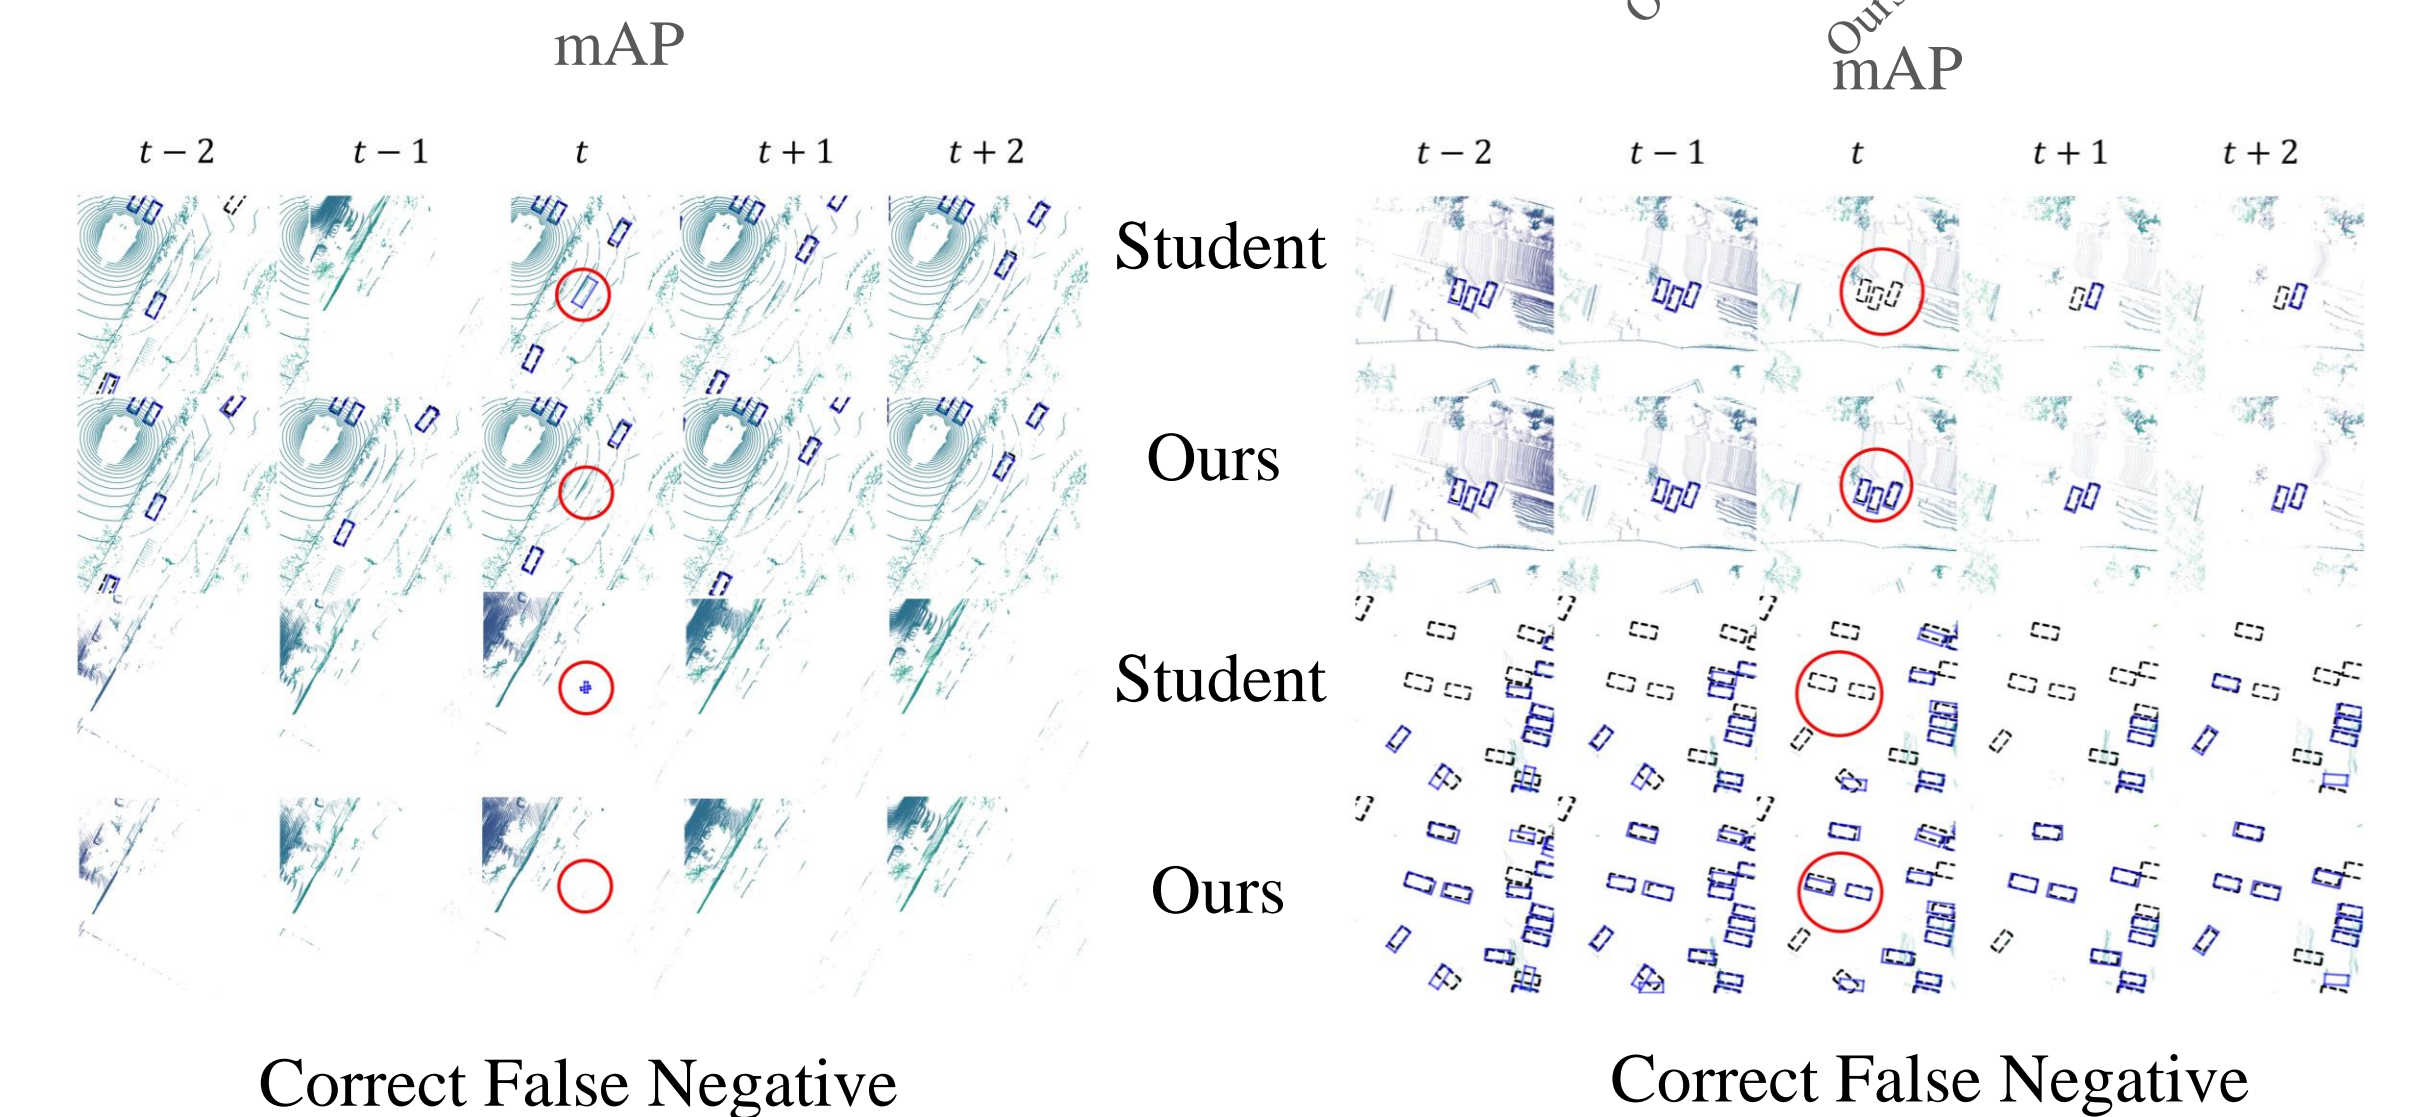 Ours
mAP
mAP
t − 2 t − 1 t t + 1 t + 2
t − 2 t − 1 t t + 1 t + 2
Student
Ours
Student
Ours
Correct False Negative
Correct False Negative